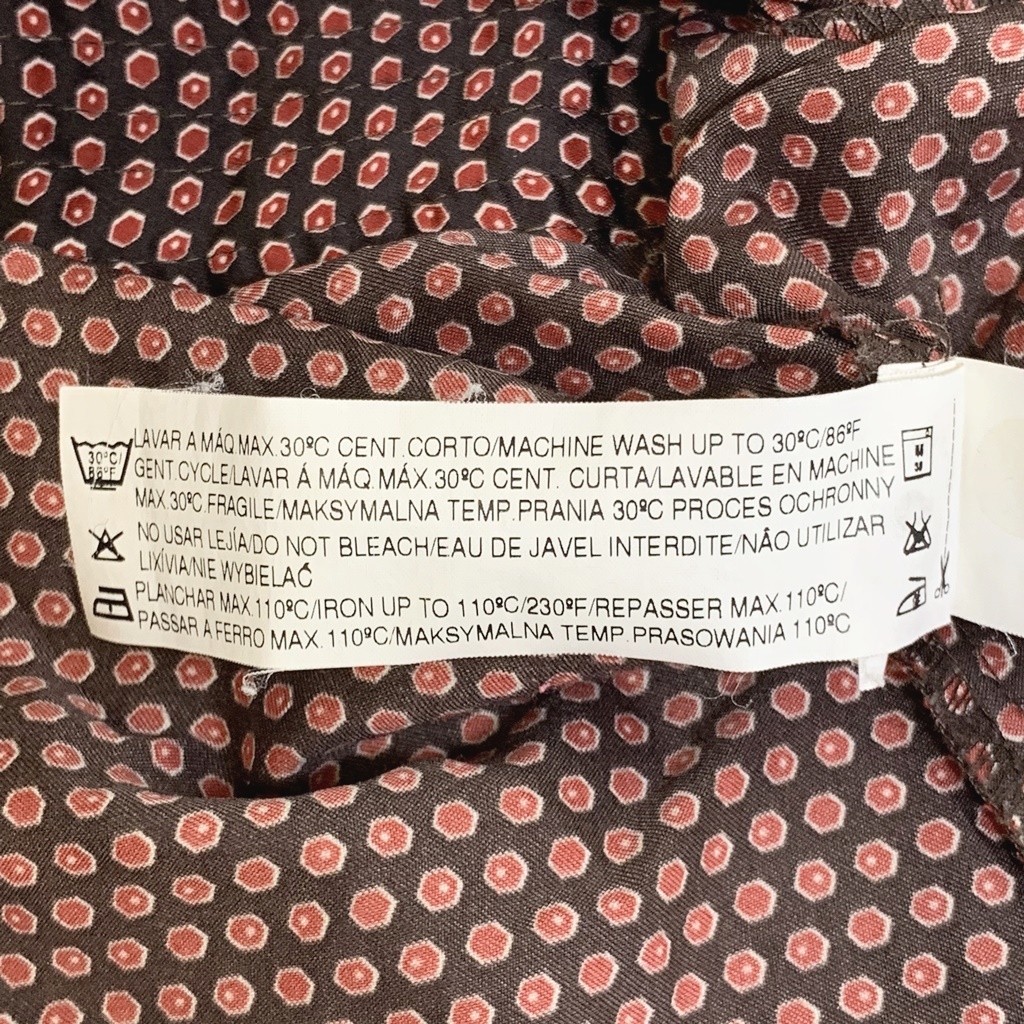 30°C/
86°F
LAVAR A MÁQ.MAX.30ºC CENT.CORTO/MACHINE WASH UP TO 30ºC/86ºF
GENT.CYCLE/LAVAR Á MÁQ.MÁX.30ºC CENT. CURTA/LAVABLE EN MACHINE
MAX.30ºC.FRAGILE/MAKSYMALNA TEMP.PRANIA 30ºC PROCES OCHRONNY
NO USAR LEJÍA/DO NOT BLEACH/EAU DE JAVEL INTERDITE/NÂO UTILIZAR
LIXÍVIA/NIE WYBIELAĆ
PLANCHAR MAX.110ºC/IRON UP TO 110ºC/230ºF/REPASSER MAX.110ºC/
PASSAR A FERRO MAX.110ºC/MAKSYMALNA TEMP.PRASOWANIA 110ºC